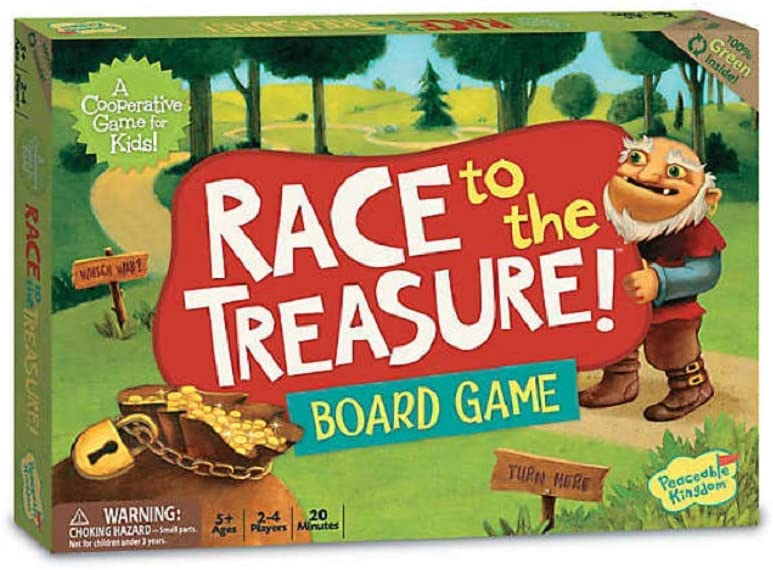 A
Cooperative
Game for
Kids!
100%
Green
Inside!
RACE to the
TREASURE!
BOARD GAME
WHICH WAY?
TURN HERE
Peaceable
Kingdom
WARNING:
CHOKING HAZARD—Small parts.
Not for children under 3 years.
5+
Ages
2-4
Players
20
Minutes
RACE to the TREASURE!